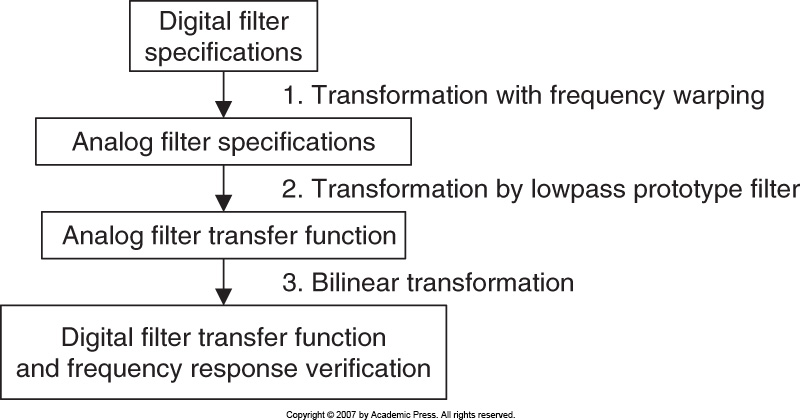 Digital filter
specifications
1. Transformation with frequency warping
Analog filter specifications
2. Transformation by lowpass prototype filter
Analog filter transfer function
3. Bilinear transformation
Digital filter transfer function
and frequency response verification
Copyright © 2007 by Academic Press. All rights reserved.